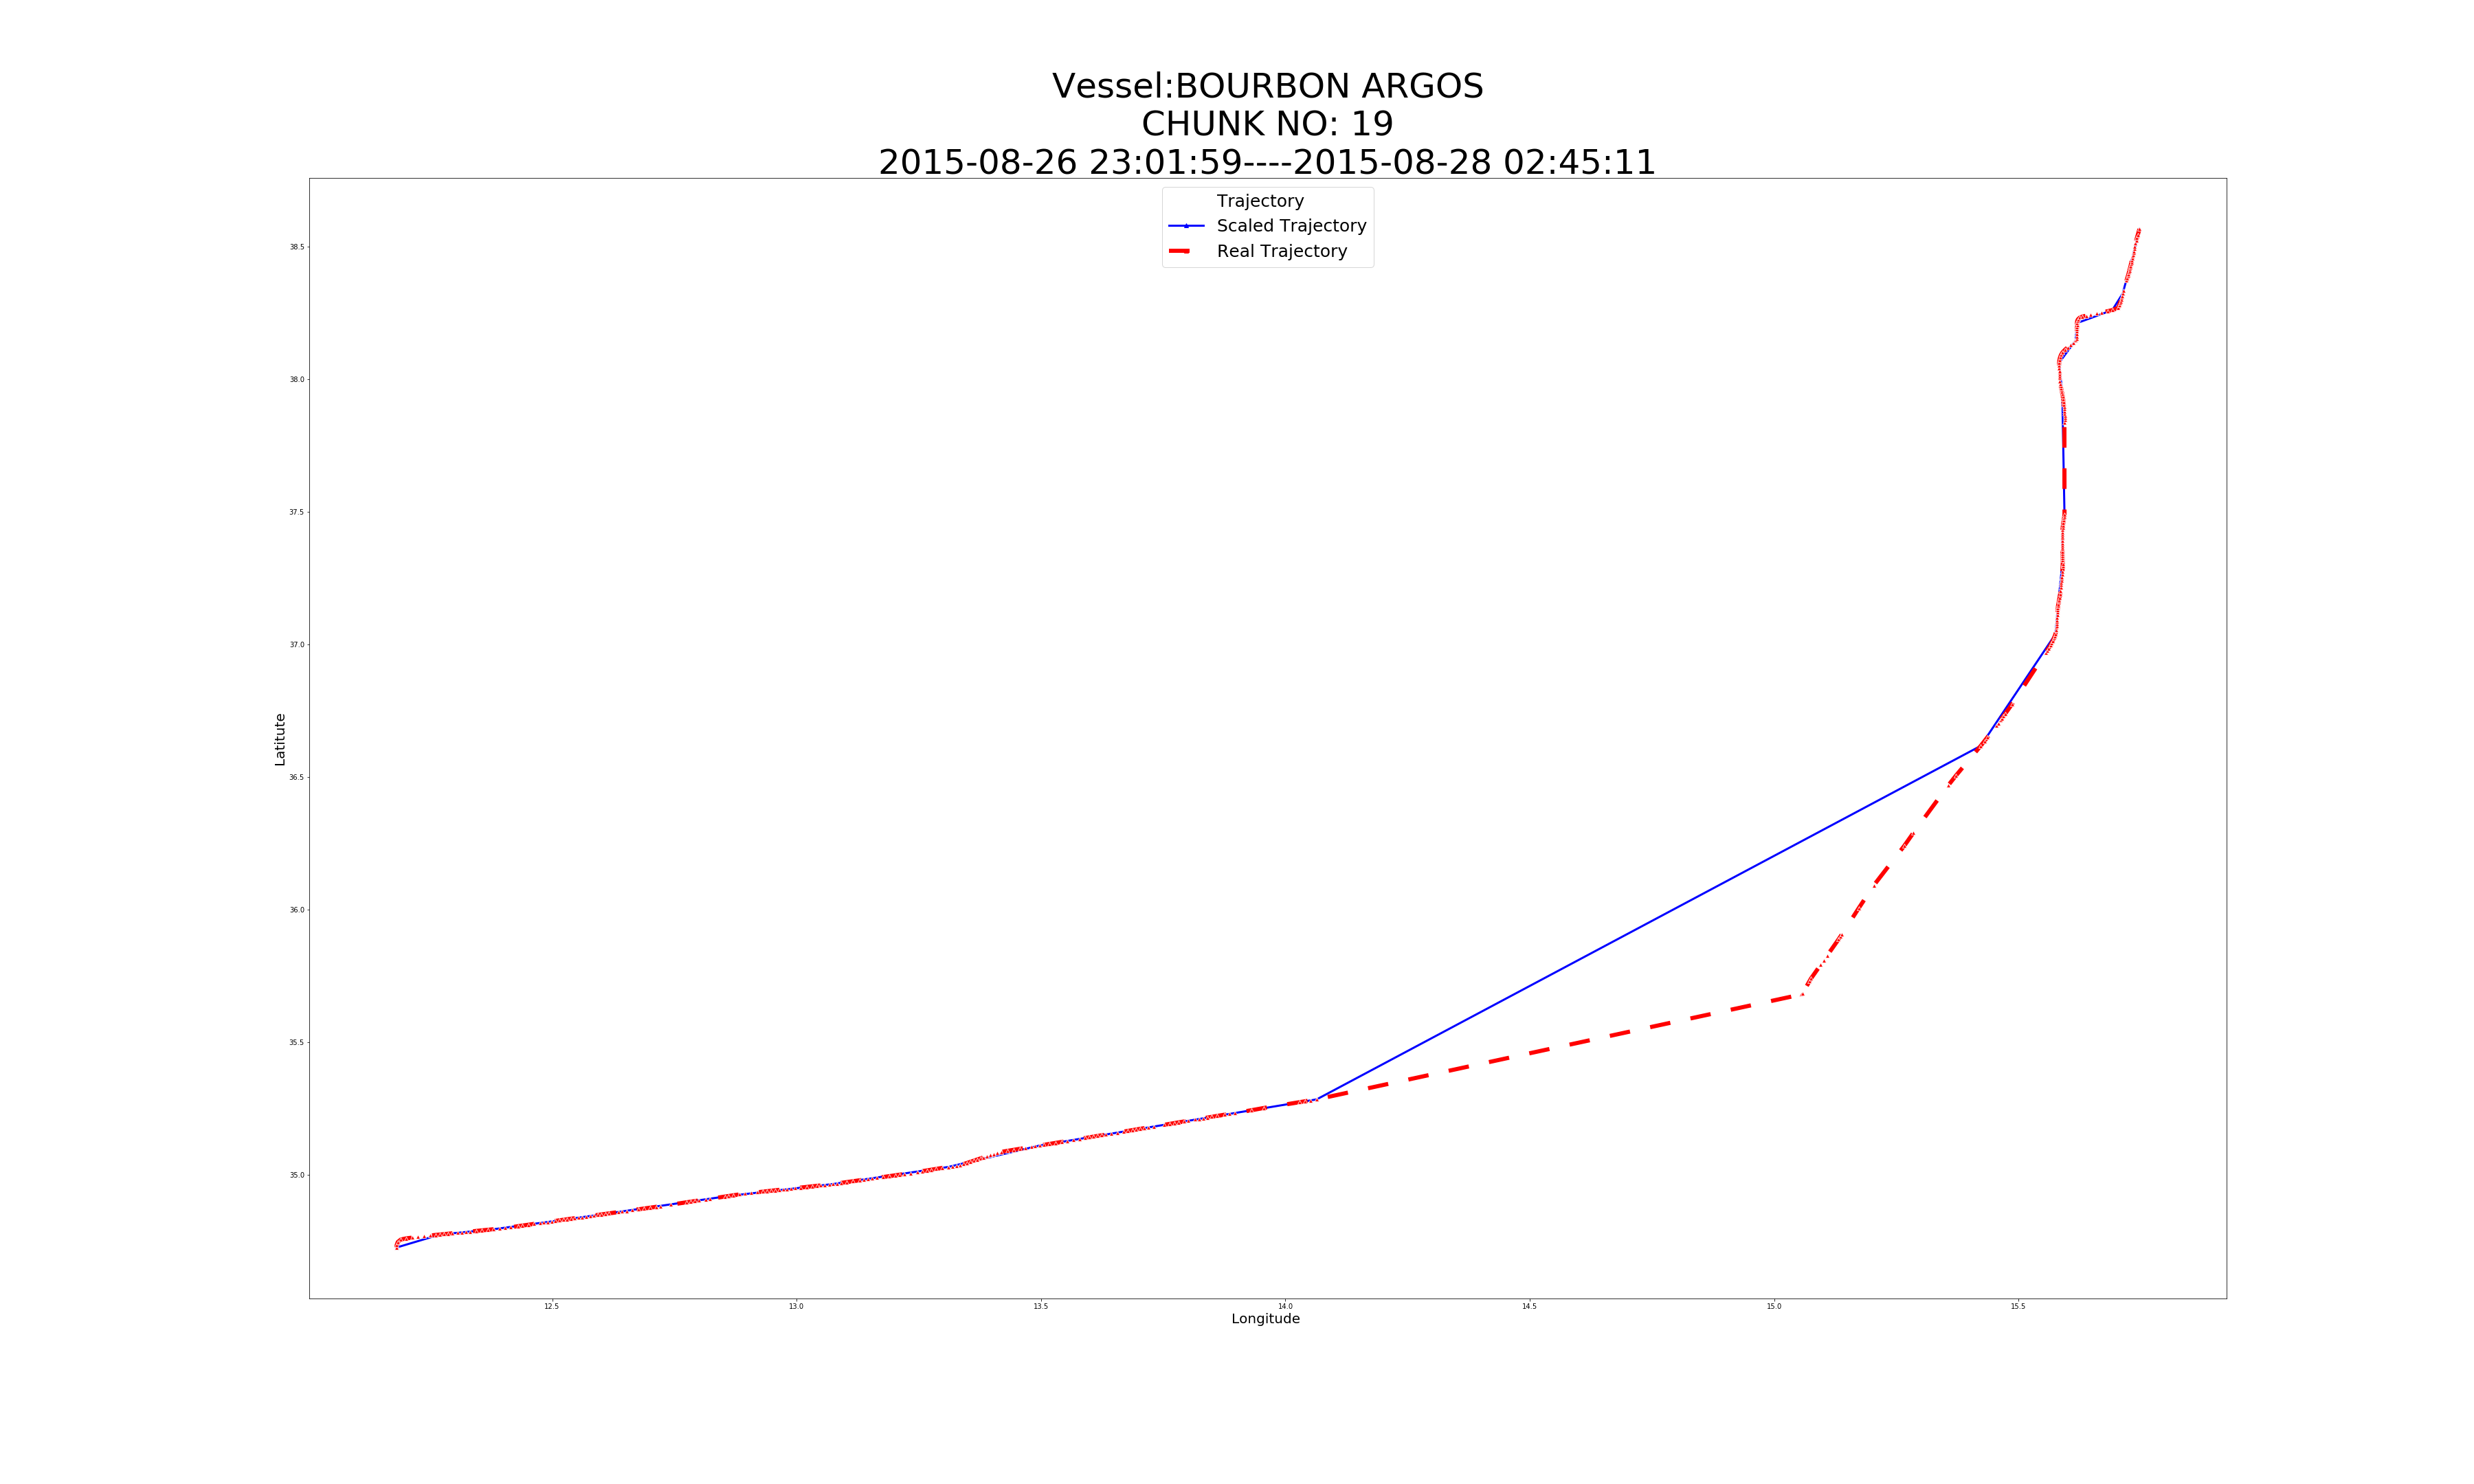 Vessel:BOURBON ARGOS
CHUNK NO: 19
2015-08-26 23:01:59----2015-08-28 02:45:11
Trajectory
Scaled Trajectory
Real Trajectory
38.5
38.0
37.5
37.0
36.5
36.0
35.5
35.0
Latitute
12.5 13.0 13.5 14.0 14.5 15.0 15.5
Longitude